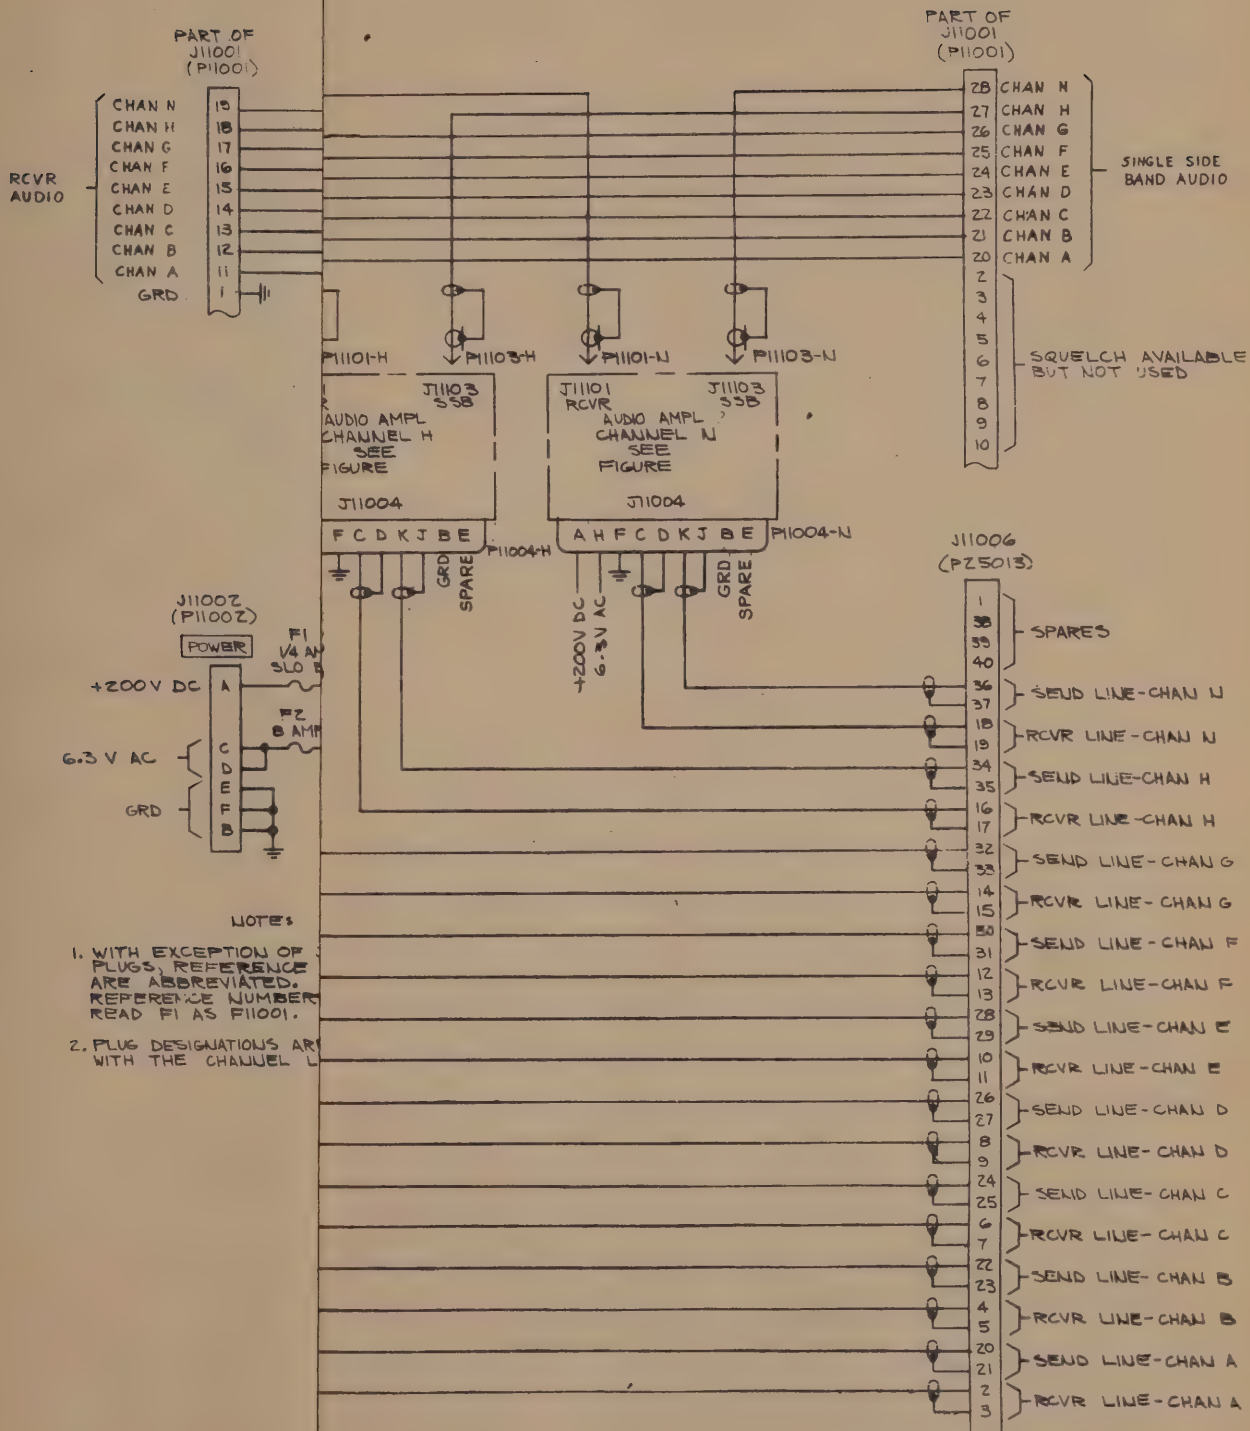 PART OF
J11001
(P11001)
RCVR
AUDIO
CHAN N 19
CHAN H 18
CHAN G 17
CHAN F 16
CHAN E 15
CHAN D 14
CHAN C 13
CHAN B 12
CHAN A 11
GRD 1
PART OF
J11001
(P11001)
28 CHAN N
27 CHAN H
26 CHAN G
25 CHAN F
24 CHAN E
23 CHAN D
22 CHAN C
21 CHAN B
20 CHAN A
2
3
4
5
6
7
8
9
10
SINGLE SIDE
BAND AUDIO
SQUELCH AVAILABLE
BUT NOT USED
P11101-H
P11103-H
P11101-N
P11103-N
J11103
SSB
AUDIO AMPL
CHANNEL H
SEE
FIGURE
J11004
F C D K J B E
P11004-H
GRD
SPARE
J11101
RCVR
J11103
SSB
AUDIO AMPL
CHANNEL N
SEE
FIGURE
J11004
A H F C D K J B E
P11004-N
+200V DC
6.3V AC
GRD
SPARE
J11002
(P11002)
POWER
F1
1/4 A
SLO
+200V DC A
F2
8 AMP
6.3 V AC
C
D
GRD
E
F
B
NOTES
1. WITH EXCEPTION OF
PLUGS, REFERENCE
ARE ABBREVIATED.
REFERENCE NUMBER
READ F1 AS F11001.
2. PLUG DESIGNATIONS AR
WITH THE CHANNEL L
J11006
(P25013)
1
38
39
40
SPARES
36
37
SEND LINE-CHAN N
18
19
RCVR LINE-CHAN N
34
35
SEND LINE-CHAN H
16
17
RCVR LINE-CHAN H
32
33
SEND LINE-CHAN G
14
15
RCVR LINE-CHAN G
30
31
SEND LINE-CHAN F
12
13
RCVR LINE-CHAN F
28
29
SEND LINE-CHAN E
10
11
RCVR LINE-CHAN E
26
27
SEND LINE-CHAN D
8
9
RCVR LINE-CHAN D
24
25
SEND LINE-CHAN C
6
7
RCVR LINE-CHAN C
22
23
SEND LINE-CHAN B
4
5
RCVR LINE-CHAN B
20
21
SEND LINE-CHAN A
2
3
RCVR LINE-CHAN A